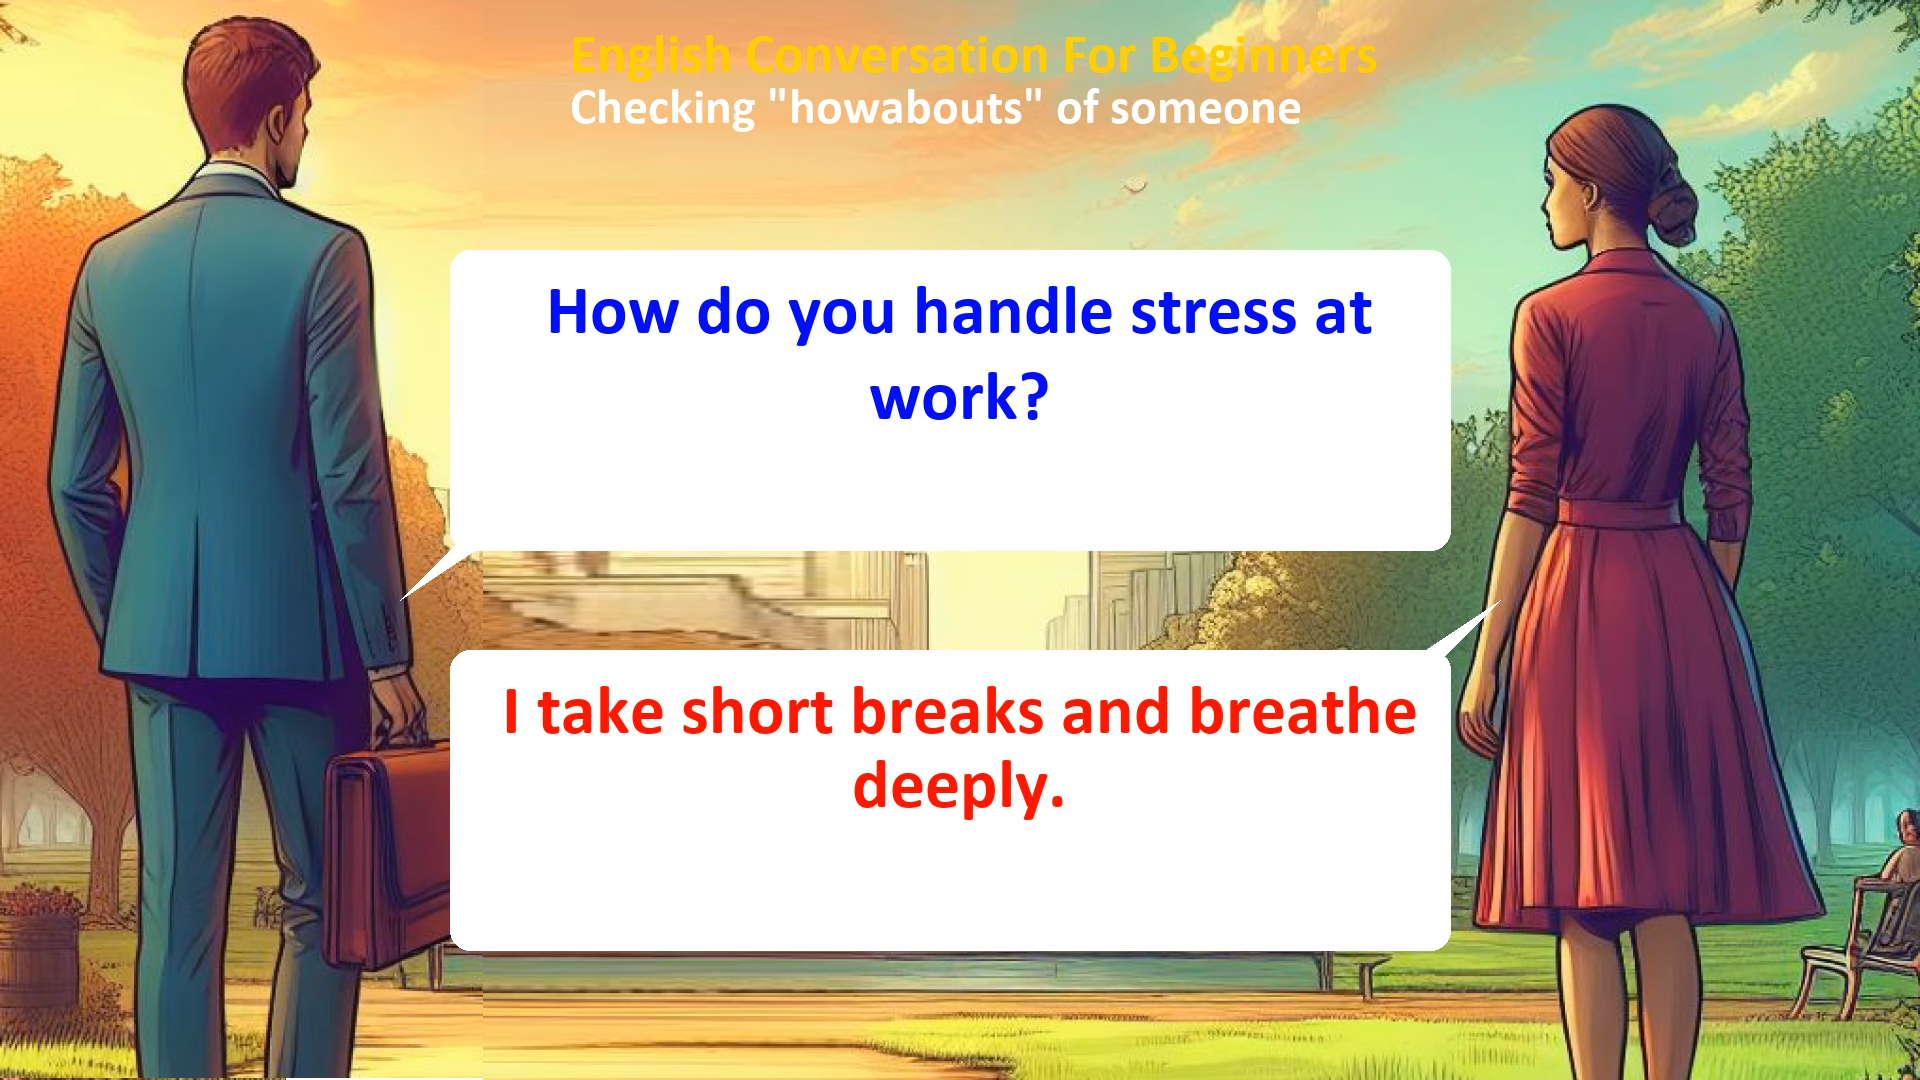 English Conversation For Beginners
Checking "howabouts" of someone
How do you handle stress at
work?
I take short breaks and breathe
deeply.